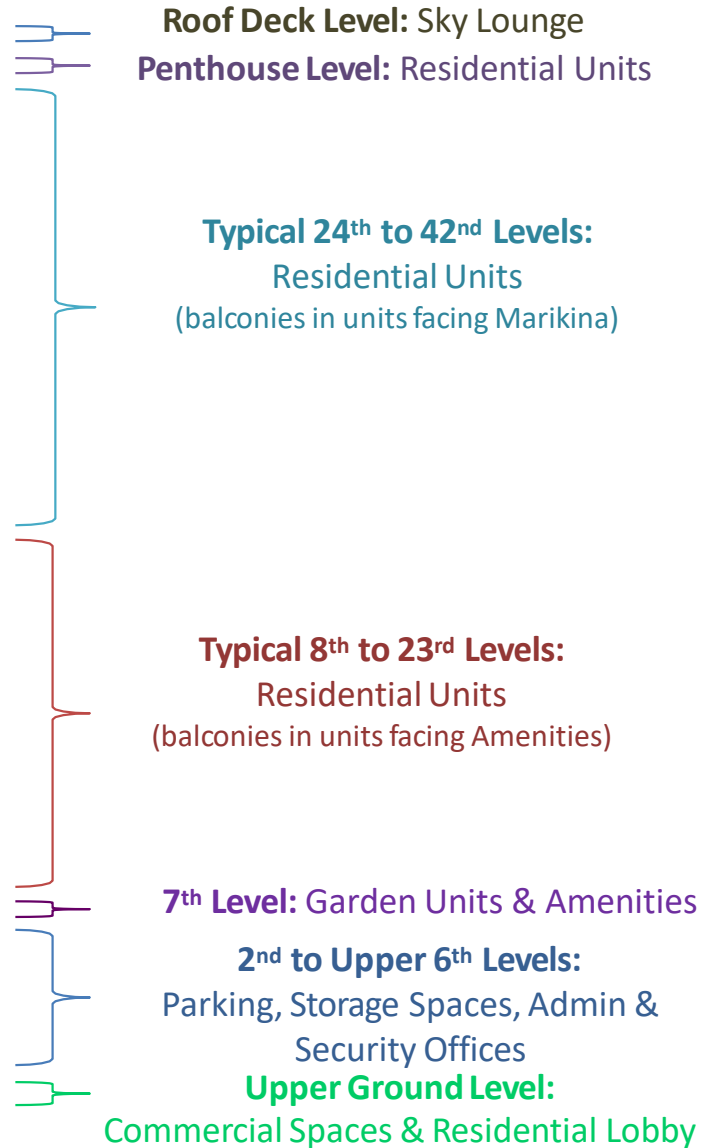 Roof Deck Level: Sky Lounge
Penthouse Level: Residential Units
Typical 24th to 42nd Levels:
Residential Units
(balconies in units facing Marikina)
Typical 8th to 23rd Levels:
Residential Units
(balconies in units facing Amenities)
7th Level: Garden Units & Amenities
2nd to Upper 6th Levels:
Parking, Storage Spaces, Admin &
Security Offices
Upper Ground Level:
Commercial Spaces & Residential Lobby